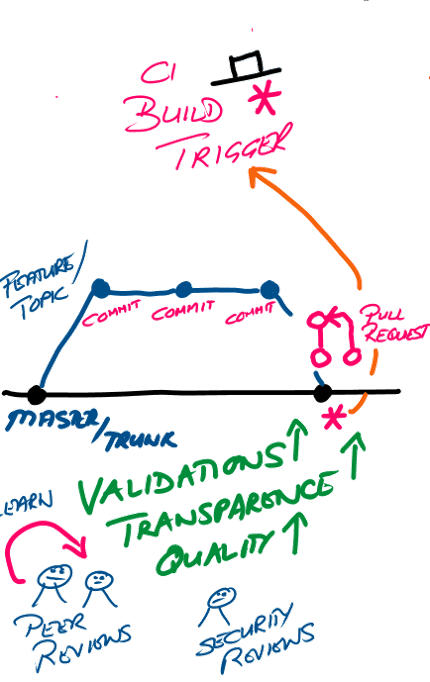 CI
BUILD
TRIGGER
FEATURE/
TOPIC
COMMIT COMMIT COMMIT
PULL
REQUEST
MASTER/
TRUNK
VALIDATIONS
TRANSPARENCE
QUALITY
LEARN
PEER
REVIEWS
SECURITY
REVIEWS